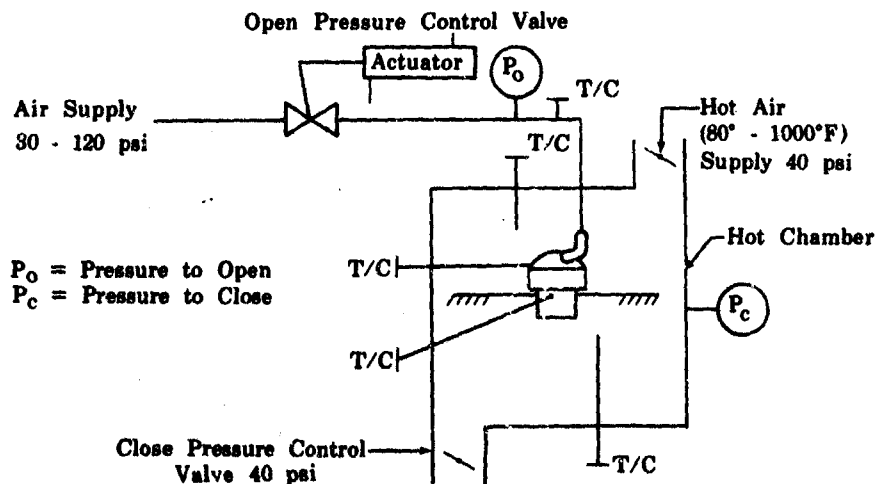 Open Pressure Control Valve
Actuator
Po
T/C
Air Supply
30 - 120 psi
T/C
Hot Air
(80° - 1000°F)
Supply 40 psi
Hot Chamber
T/C
Po = Pressure to Open
Pc = Pressure to Close
Pc
T/C
Close Pressure Control
Valve 40 psi
T/C